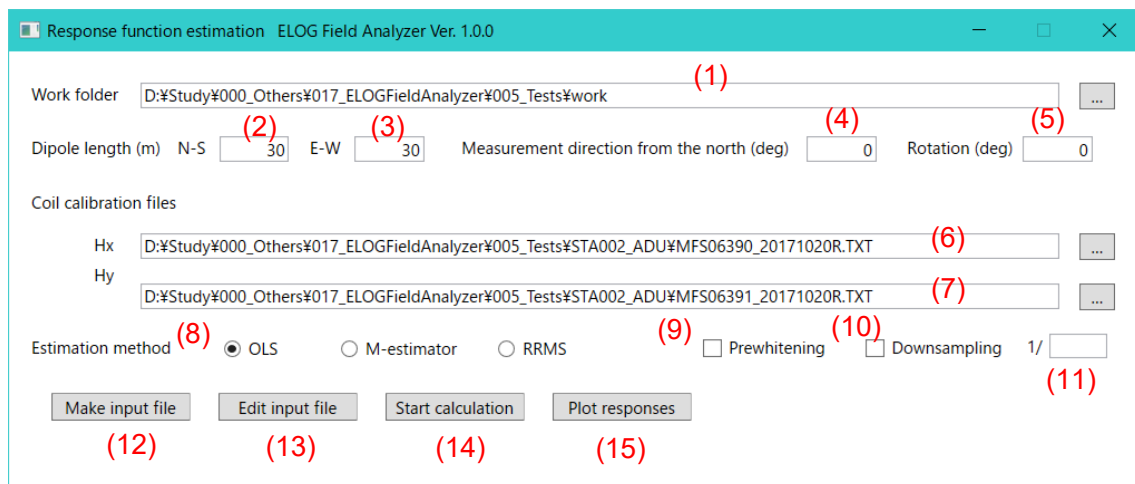 Response function estimation ELOG Field Analyzer Ver. 1.0.0
(1)
Work folder D:¥Study¥000_Others¥017_ELOGFieldAnalyzer¥005_Tests¥work ...
(2) (3) (4) (5)
Dipole length (m) N-S 30 E-W 30 Measurement direction from the north (deg) 0 Rotation (deg) 0
Coil calibration files
Hx D:¥Study¥000_Others¥017_ELOGFieldAnalyzer¥005_Tests¥STA002_ADU¥MFS06390_20171020R.TXT (6) ...
Hy
D:¥Study¥000_Others¥017_ELOGFieldAnalyzer¥005_Tests¥STA002_ADU¥MFS06391_20171020R.TXT (7) ...
(8) (9) (10)
Estimation method OLS M-estimator RRMS Prewhitening Downsampling 1/
(11)
Make input file Edit input file Start calculation Plot responses
(12) (13) (14) (15)